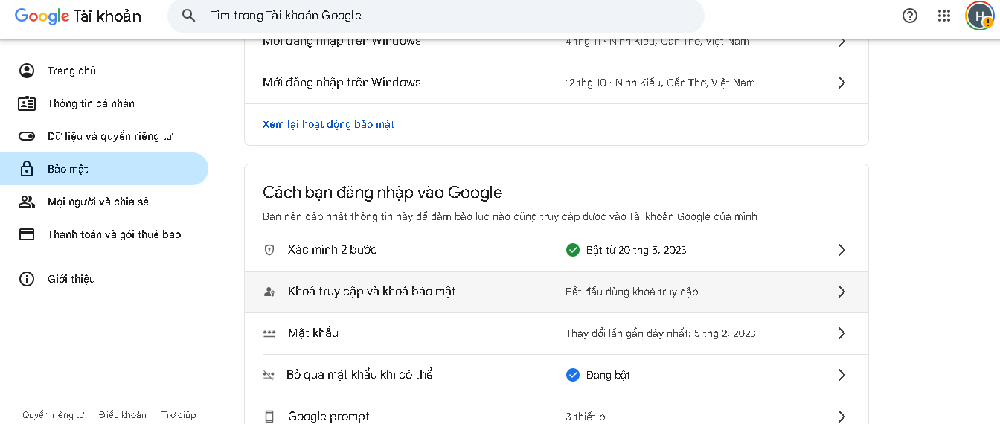 Google Tài khoản
Tìm trong Tài khoản Google
H
Trang chủ
Thông tin cá nhân
Dữ liệu và quyền riêng tư
Bảo mật
Mọi người và chia sẻ
Thanh toán và gói thuê bao
Giới thiệu
Quyền riêng tư Điều khoản Trợ giúp
Mới đăng nhập trên Windows 4 thg 11 · Ninh Kiều, Cần Thơ, Việt Nam
Mới đăng nhập trên Windows 12 thg 10 · Ninh Kiều, Cần Thơ, Việt Nam
Xem lại hoạt động bảo mật
Cách bạn đăng nhập vào Google
Bạn nên cập nhật thông tin này để đảm bảo lúc nào cũng truy cập được vào Tài khoản Google của mình
Xác minh 2 bước Bật từ 20 thg 5, 2023
Khoá truy cập và khoá bảo mật Bắt đầu dùng khoá truy cập
Mật khẩu Thay đổi lần gần đây nhất: 5 thg 2, 2023
Bỏ qua mật khẩu khi có thể Đang bật
Google prompt 3 thiết bị